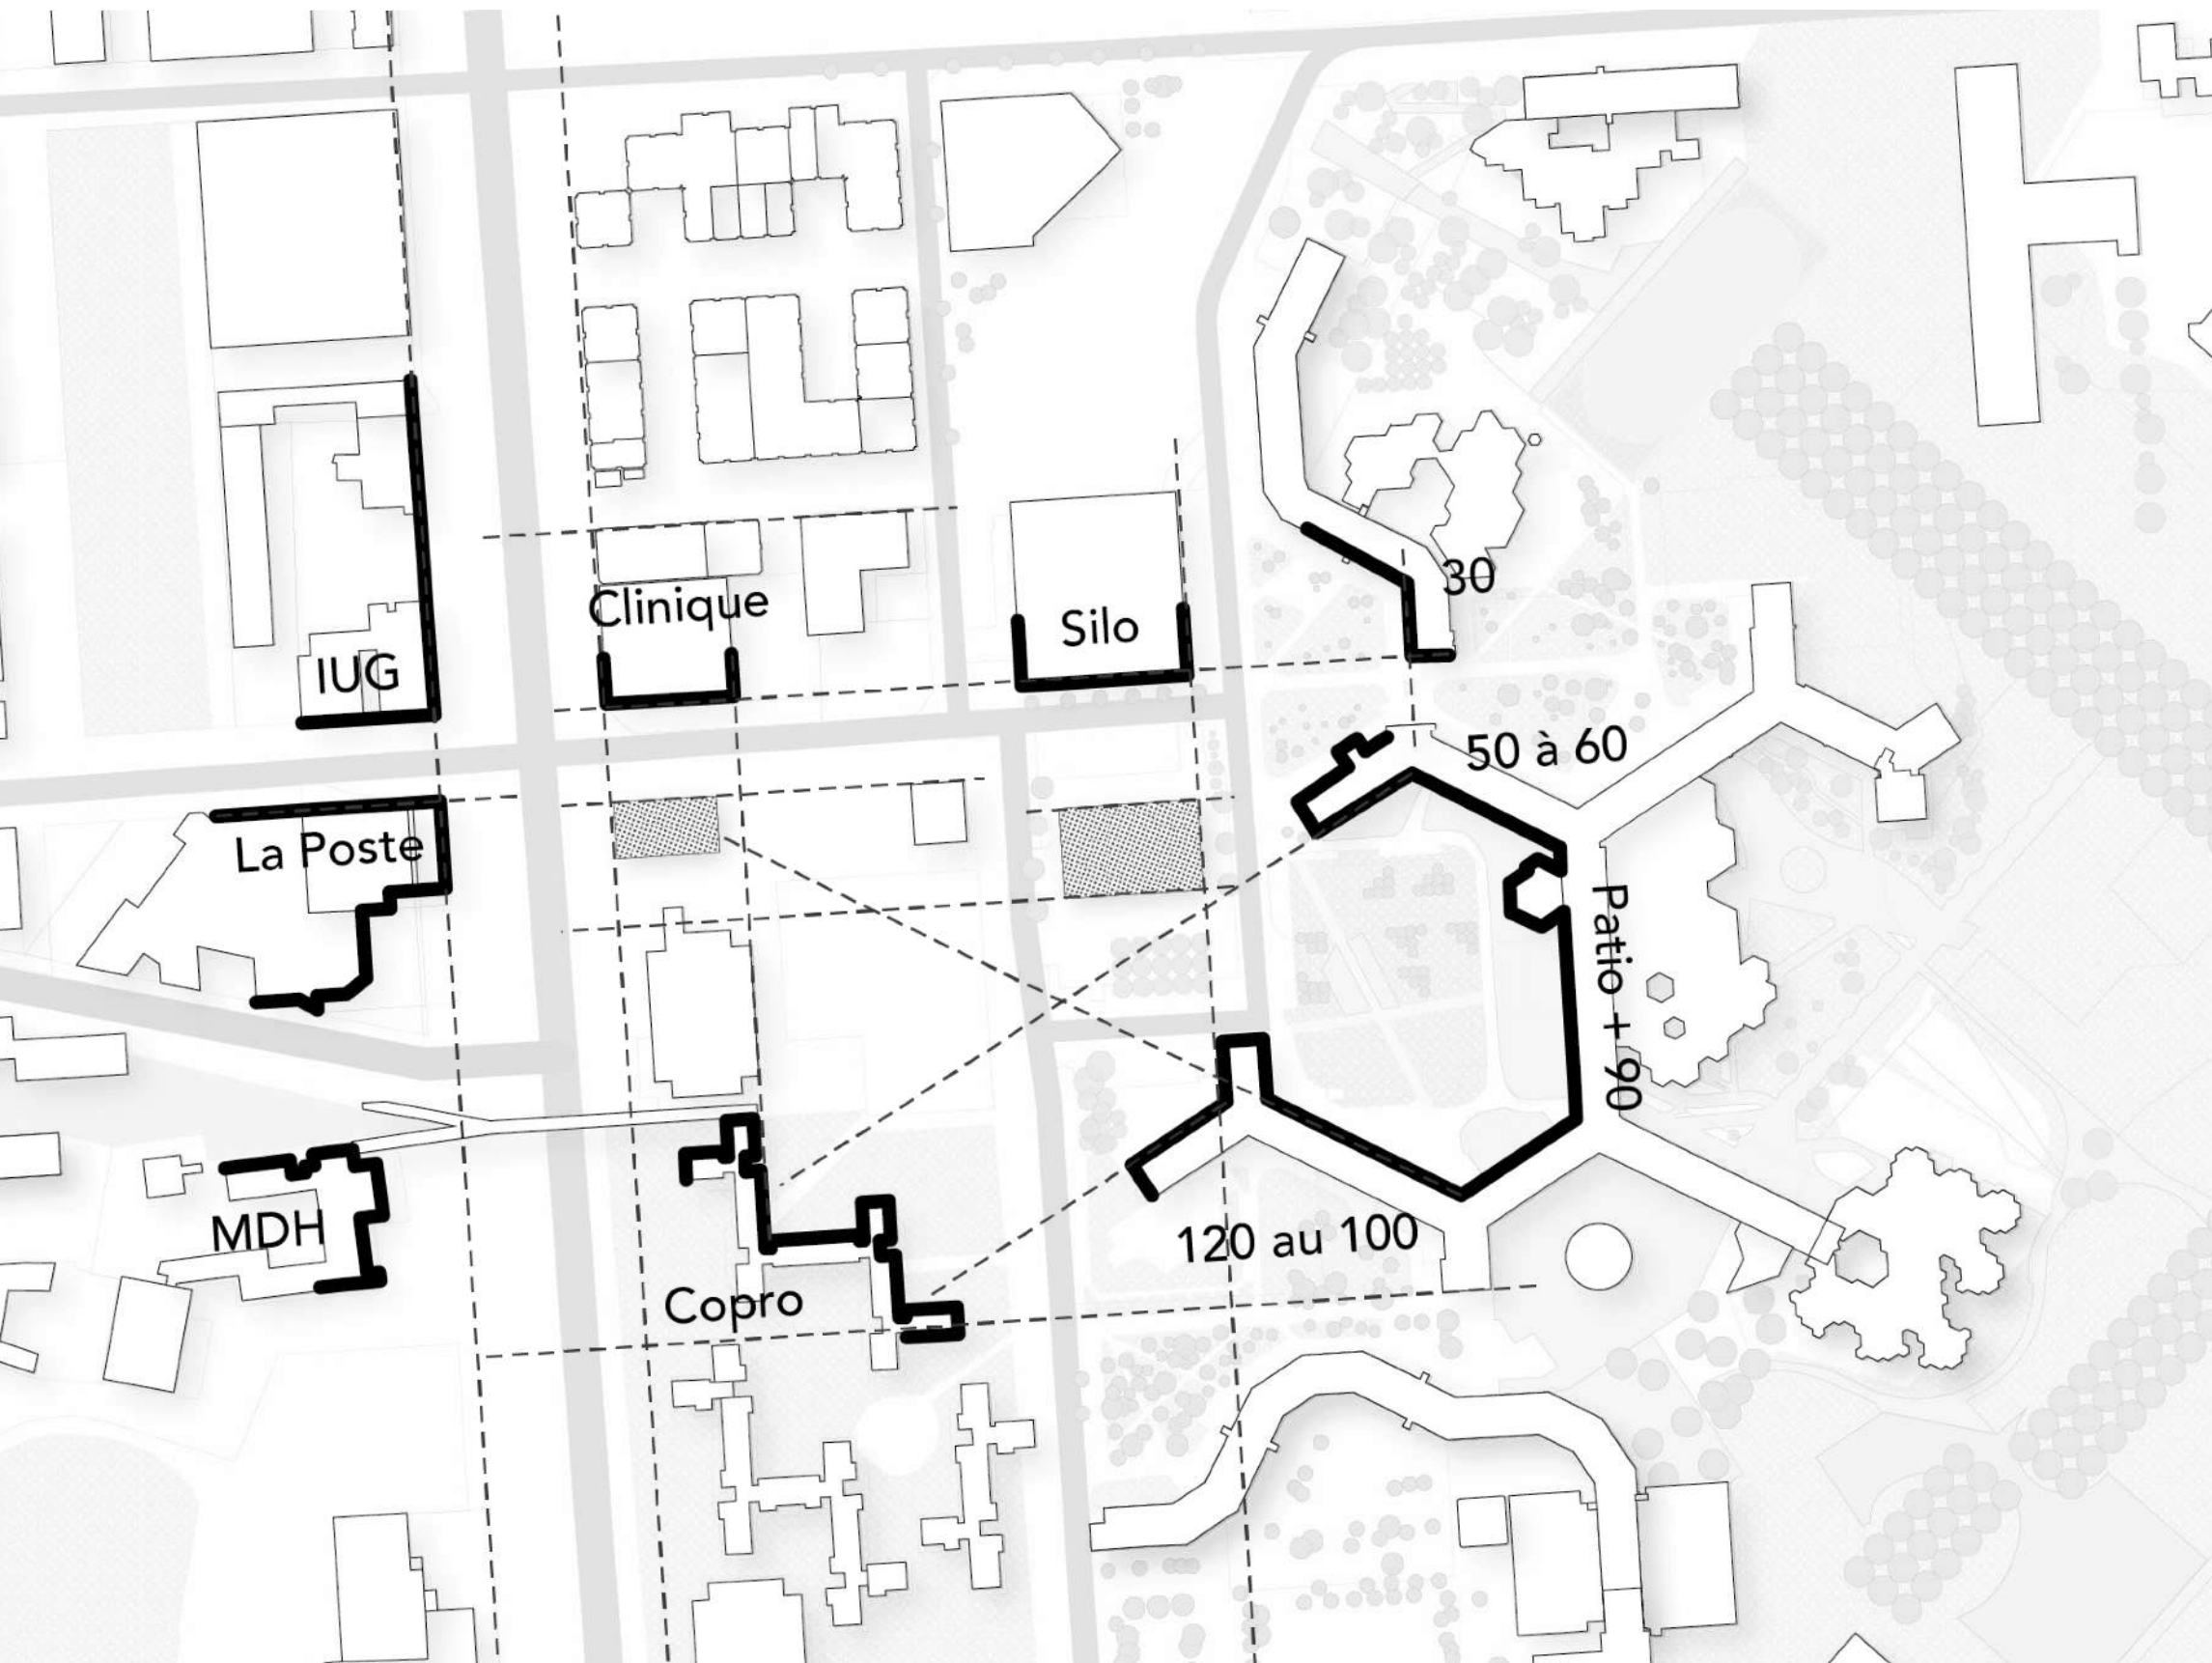 30
Clinique
Silo
IUG
50 à 60
La Poste
Patio + 90
MDH
120 au 100
Copro